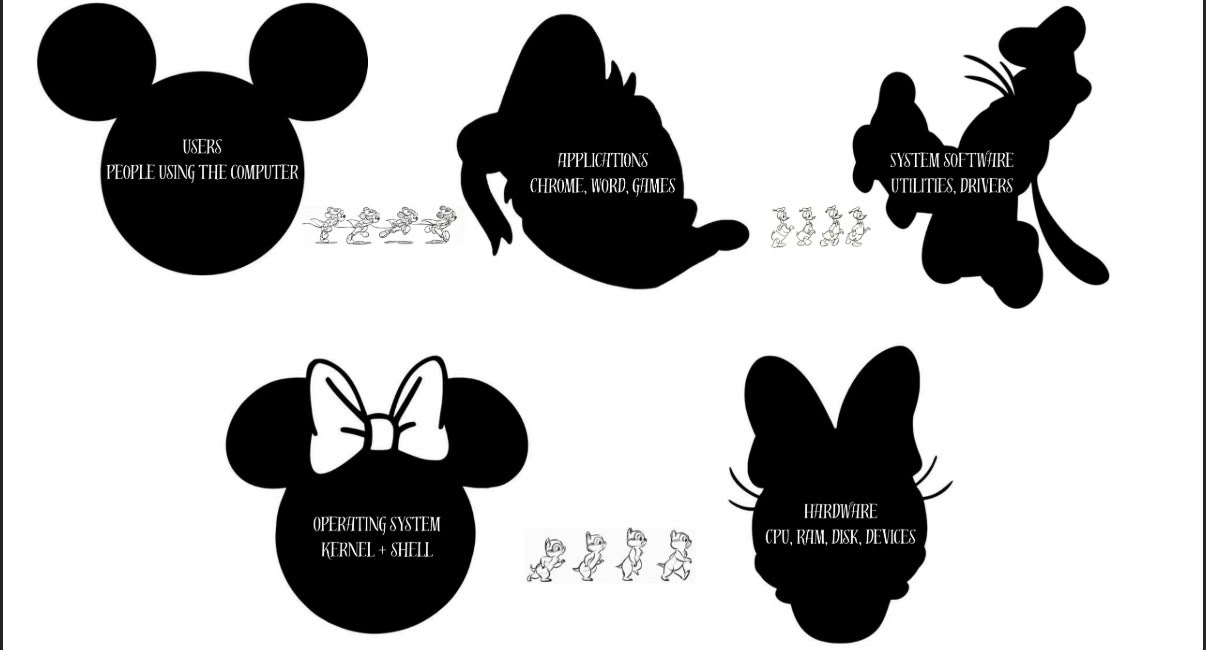 USERS
PEOPLE USING THE COMPUTER
APPLICATIONS
CHROME, WORD, GAMES
SYSTEM SOFTWARE
UTILITIES, DRIVERS
OPERATING SYSTEM
KERNEL + SHELL
HARDWARE
CPU, RAM, DISK, DEVICES